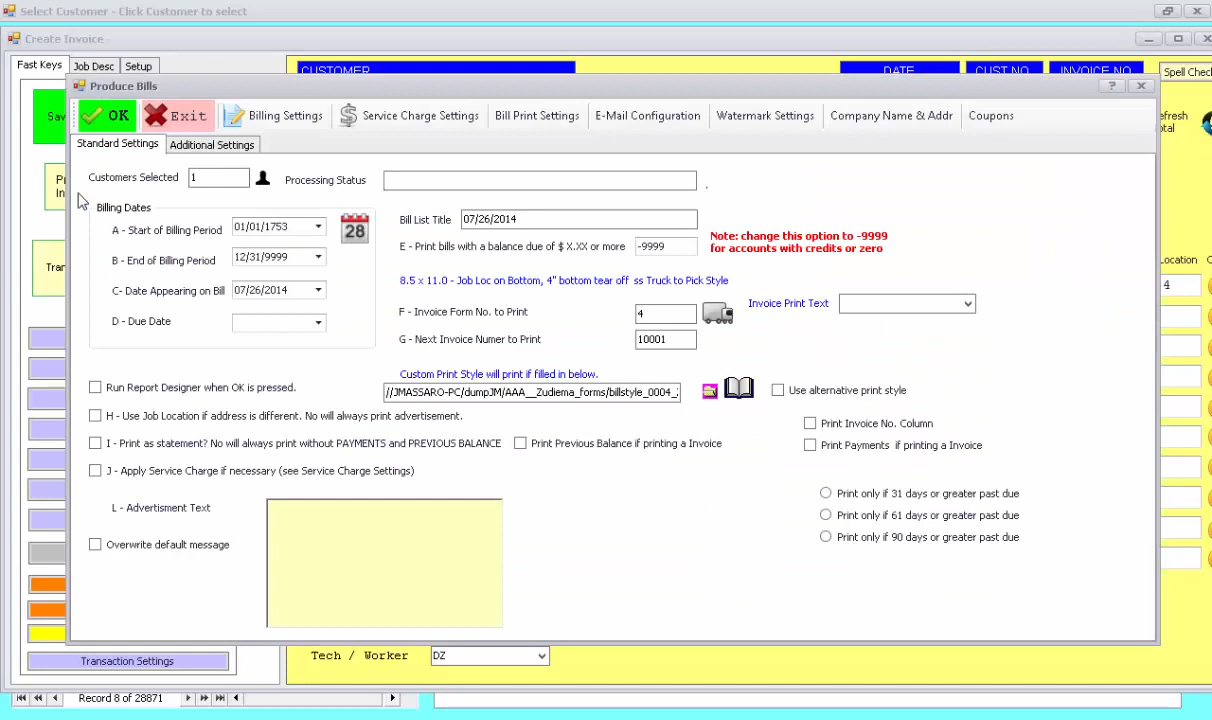 Select Customer - Click Customer to select
Create Invoice -
Fast Keys Job Desc Setup
CUSTOMER DATE CUST NO INVOICE NO
Spell Chec
Produce Bills
OK Exit Billing Settings Service Charge Settings Bill Print Settings E-Mail Configuration Watermark Settings Company Name & Addr Coupons
Standard Settings Additional Settings
Customers Selected 1 Processing Status .
Billing Dates
A - Start of Billing Period 01/01/1753
28
Bill List Title 07/26/2014
B - End of Billing Period 12/31/9999
E - Print bills with a balance due of $ X.XX or more -9999
Note: change this option to -9999
for accounts with credits or zero
8.5 x 11.0 - Job Loc on Bottom, 4" bottom tear off ss Truck to Pick Style
C- Date Appearing on Bill 07/26/2014
Invoice Print Text
D - Due Date
F - Invoice Form No. to Print 4
G - Next Invoice Numer to Print 10001
Custom Print Style will print if filled in below.
Run Report Designer when OK is pressed.
//JMASSARO-PC/dumpJM/AAA__Zudiema_forms/billstyle_0004_
Use alternative print style
H - Use Job Location if address is different. No will always print advertisement.
Print Invoice No. Column
I - Print as statement? No will always print without PAYMENTS and PREVIOUS BALANCE
Print Previous Balance if printing a Invoice
Print Payments if printing a Invoice
J - Apply Service Charge if necessary (see Service Charge Settings)
Print only if 31 days or greater past due
L - Advertisment Text
Print only if 61 days or greater past due
Print only if 90 days or greater past due
Overwrite default message
Sav
efresh
otal
Pr
In
Tra
Location
4
Tech / Worker DZ
Transaction Settings
Record 8 of 28871